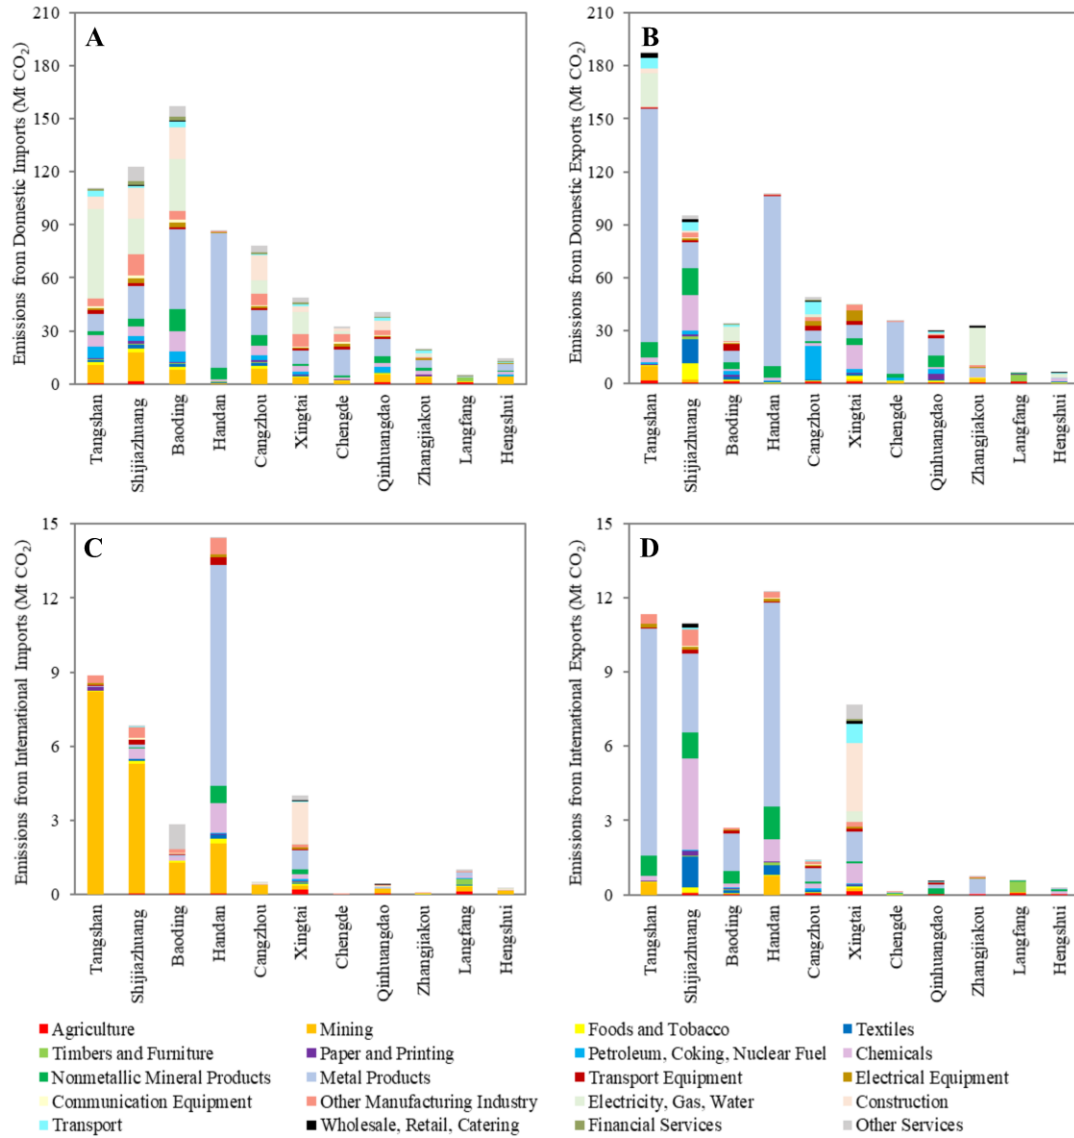 A
Emissions from Domestic Imports (Mt CO₂)
210
180
150
120
90
60
30
0
Tangshan
Shijiazhuang
Baoding
Handan
Cangzhou
Xingtai
Chengde
Qinhuangdao
Zhangjiakou
Langfang
Hengshui
B
Emissions from Domestic Exports (Mt CO₂)
210
180
150
120
90
60
30
0
Tangshan
Shijiazhuang
Baoding
Handan
Cangzhou
Xingtai
Chengde
Qinhuangdao
Zhangjiakou
Langfang
Hengshui
C
Emissions from International Imports (Mt CO₂)
15
12
9
6
3
0
Tangshan
Shijiazhuang
Baoding
Handan
Cangzhou
Xingtai
Chengde
Qinhuangdao
Zhangjiakou
Langfang
Hengshui
D
Emissions from International Exports (Mt CO₂)
15
12
9
6
3
0
Tangshan
Shijiazhuang
Baoding
Handan
Cangzhou
Xingtai
Chengde
Qinhuangdao
Zhangjiakou
Langfang
Hengshui
Agriculture
Mining
Foods and Tobacco
Textiles
Timbers and Furniture
Paper and Printing
Petroleum, Coking, Nuclear Fuel
Chemicals
Nonmetallic Mineral Products
Metal Products
Transport Equipment
Electrical Equipment
Communication Equipment
Other Manufacturing Industry
Electricity, Gas, Water
Construction
Transport
Wholesale, Retail, Catering
Financial Services
Other Services